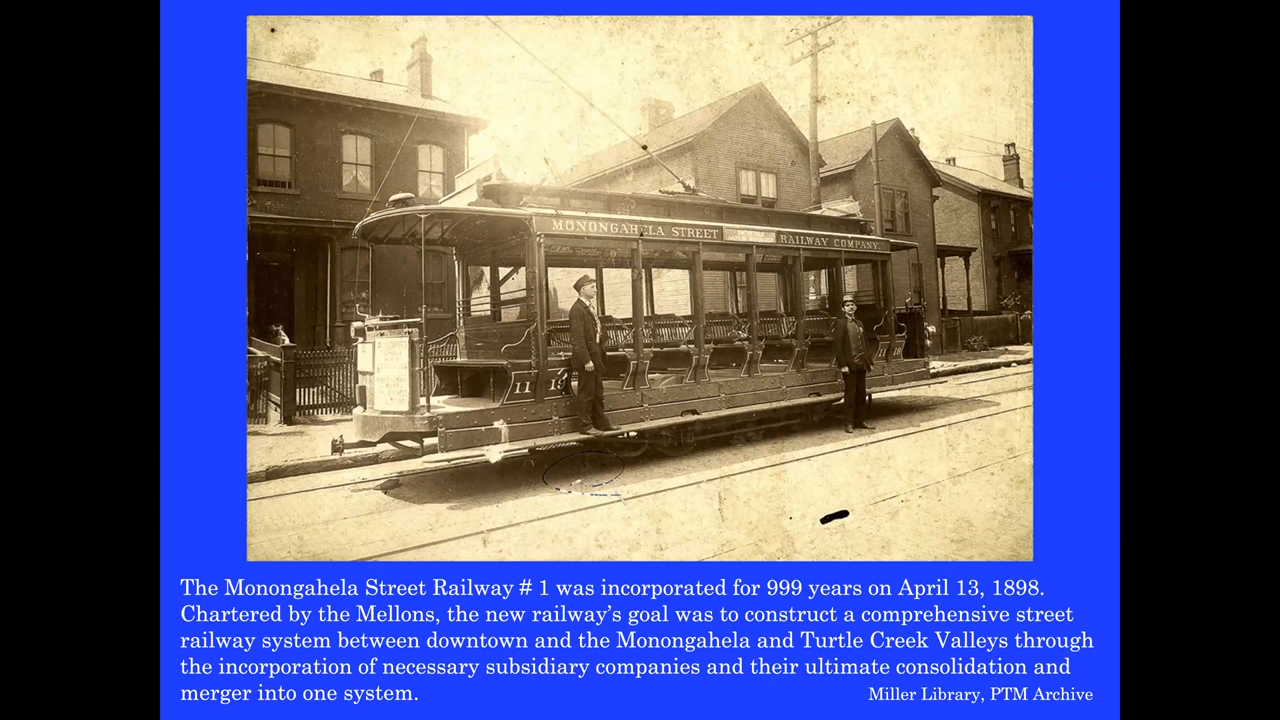 MONONGAHELA STREET RAILWAY COMPANY.
11 19
The Monongahela Street Railway # 1 was incorporated for 999 years on April 13, 1898.
Chartered by the Mellons, the new railway's goal was to construct a comprehensive street
railway system between downtown and the Monongahela and Turtle Creek Valleys through
the incorporation of necessary subsidiary companies and their ultimate consolidation and
merger into one system.
Miller Library, PTM Archive